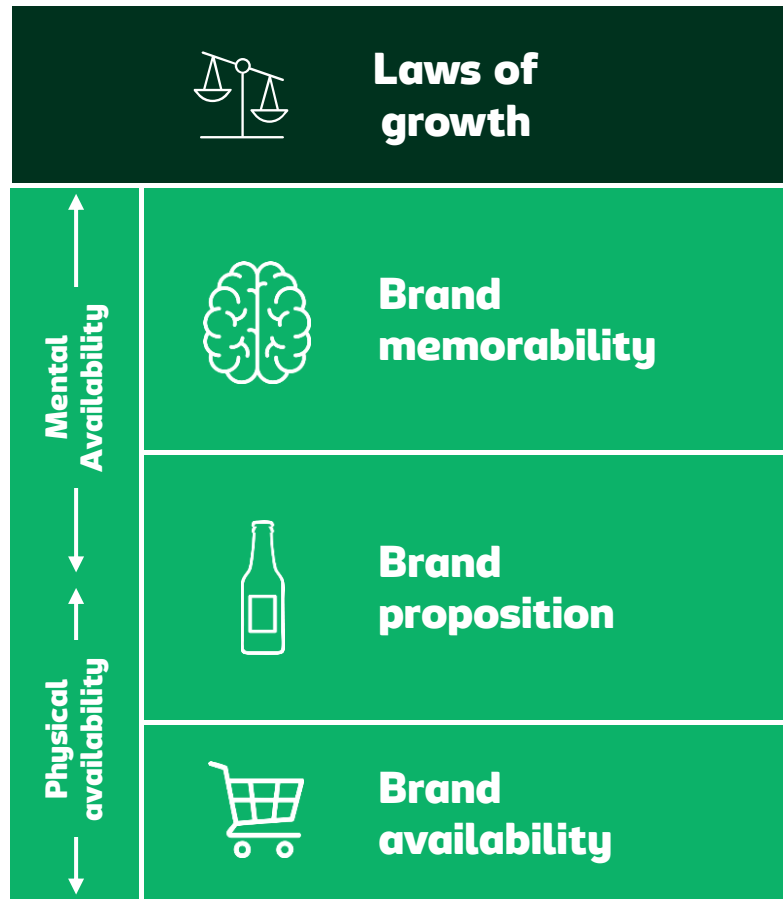 Laws of
growth
Mental
Availability
Brand
memorability
Brand
proposition
Physical
availability
Brand
availability